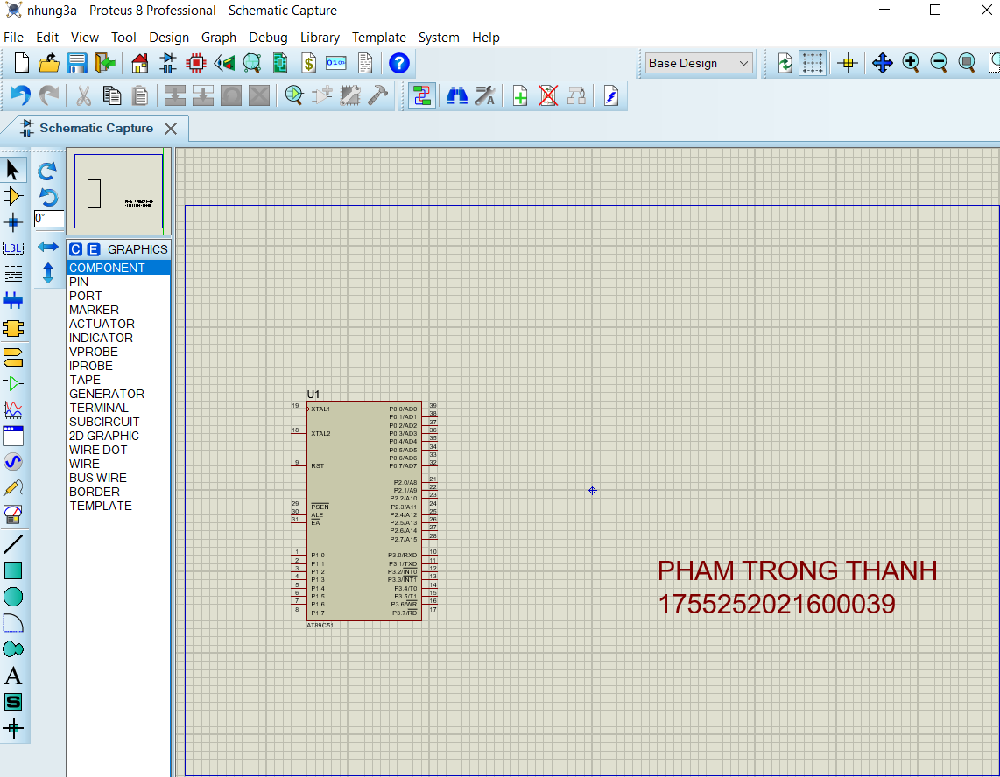 nhung3a - Proteus 8 Professional - Schematic Capture
File Edit View Tool Design Graph Debug Library Template System Help
Base Design
Schematic Capture
0°
LBL
C E GRAPHICS
COMPONENT
PIN
PORT
MARKER
ACTUATOR
INDICATOR
VPROBE
IPROBE
TAPE
GENERATOR
TERMINAL
SUBCIRCUIT
2D GRAPHIC
WIRE DOT
WIRE
BUS WIRE
BORDER
TEMPLATE
A
S
U1
19 XTAL1 P0.0/AD0 39
P0.1/AD1 38
P0.2/AD2 37
18 XTAL2 P0.3/AD3 36
P0.4/AD4 35
P0.5/AD5 34
P0.6/AD6 33
9 RST P0.7/AD7 32
P2.0/A8 21
P2.1/A9 22
P2.2/A10 23
29 PSEN P2.3/A11 24
30 ALE P2.4/A12 25
31 EA P2.5/A13 26
P2.6/A14 27
P2.7/A15 28
1 P1.0 P3.0/RXD 10
2 P1.1 P3.1/TXD 11
3 P1.2 P3.2/INT0 12
4 P1.3 P3.3/INT1 13
5 P1.4 P3.4/T0 14
6 P1.5 P3.5/T1 15
7 P1.6 P3.6/WR 16
8 P1.7 P3.7/RD 17
AT89C51
PHAM TRONG THANH
1755252021600039